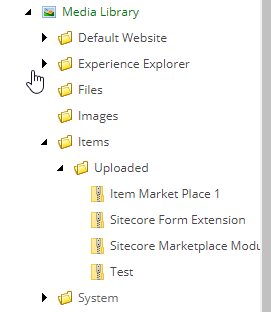 Media Library
Default Website
Experience Explorer
Files
Images
Items
Uploaded
Item Market Place 1
Sitecore Form Extension
Sitecore Marketplace Modu
Test
System